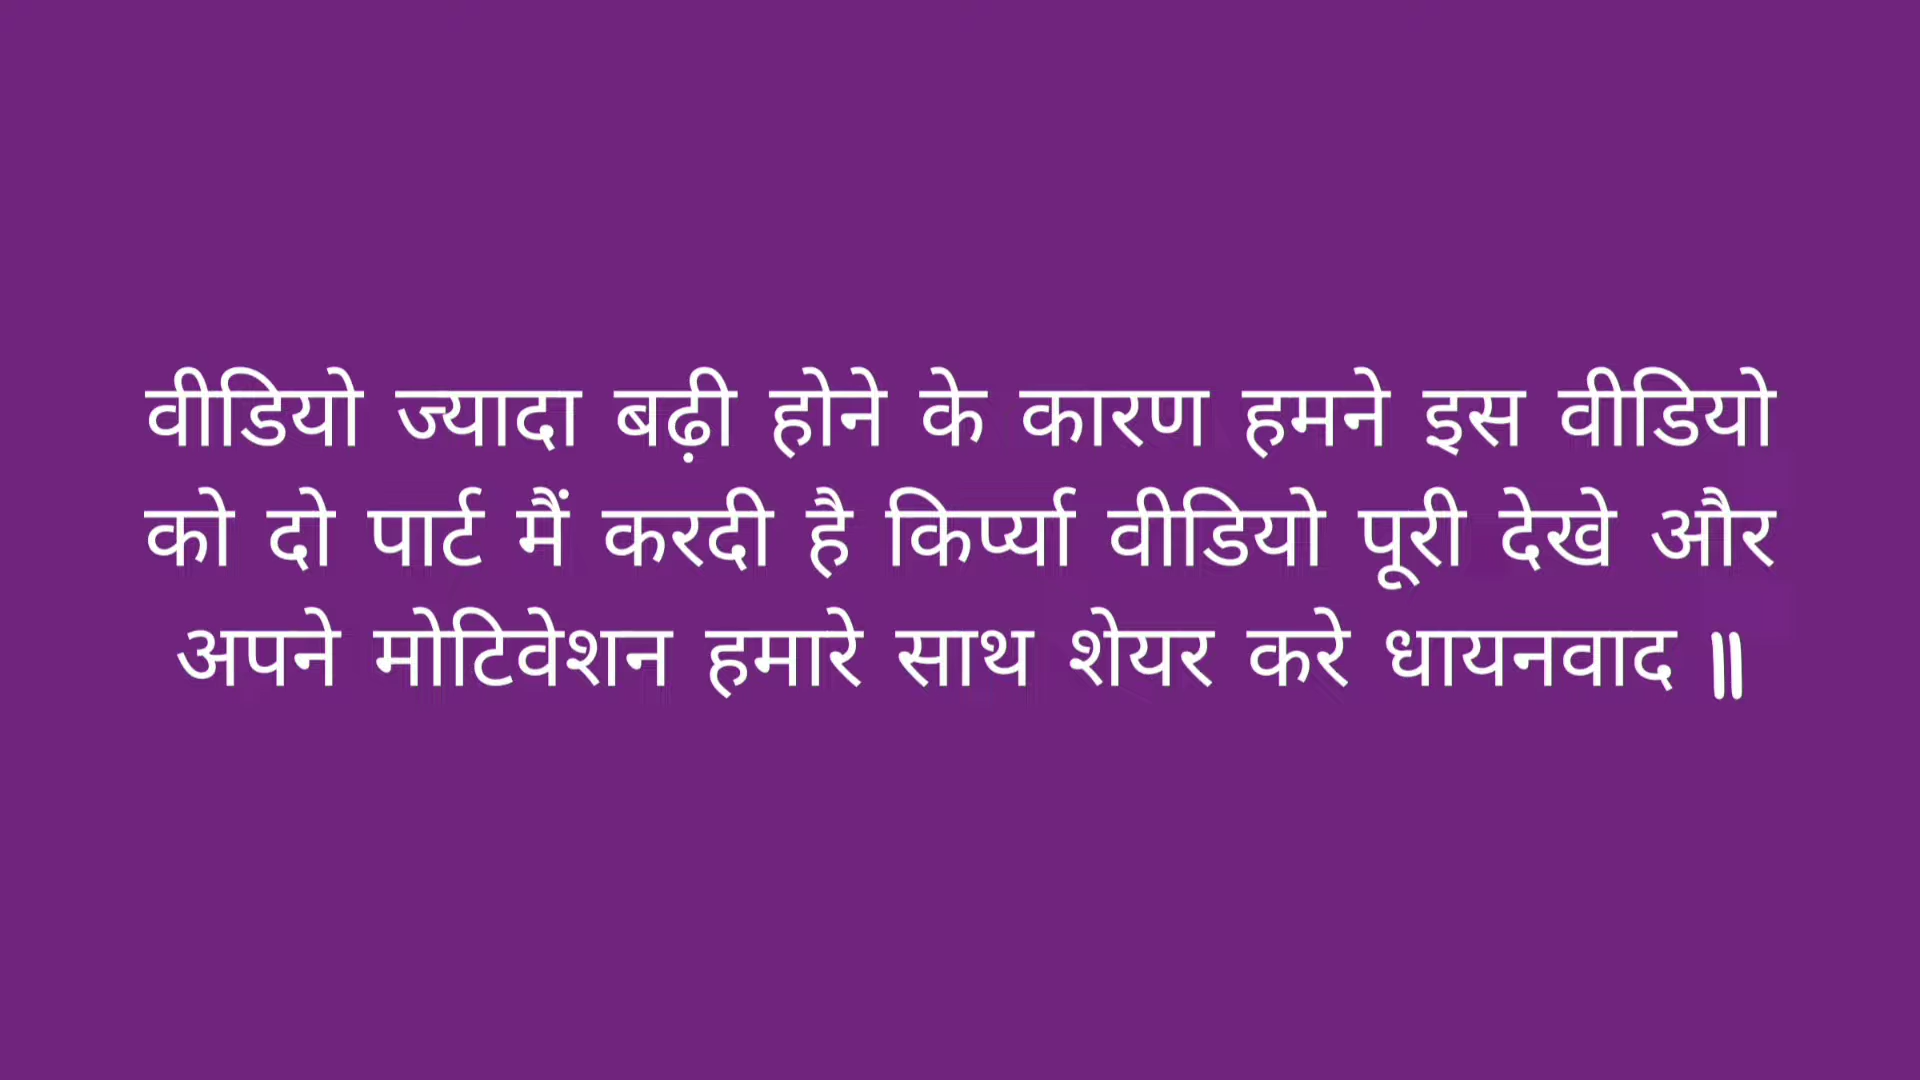 वीडियो ज्यादा बढ़ी होने के कारण हमने इस वीडियो
को दो पार्ट मैं करदी है किर्प्या वीडियो पूरी देखे और
अपने मोटिवेशन हमारे साथ शेयर करे धायनवाद ॥